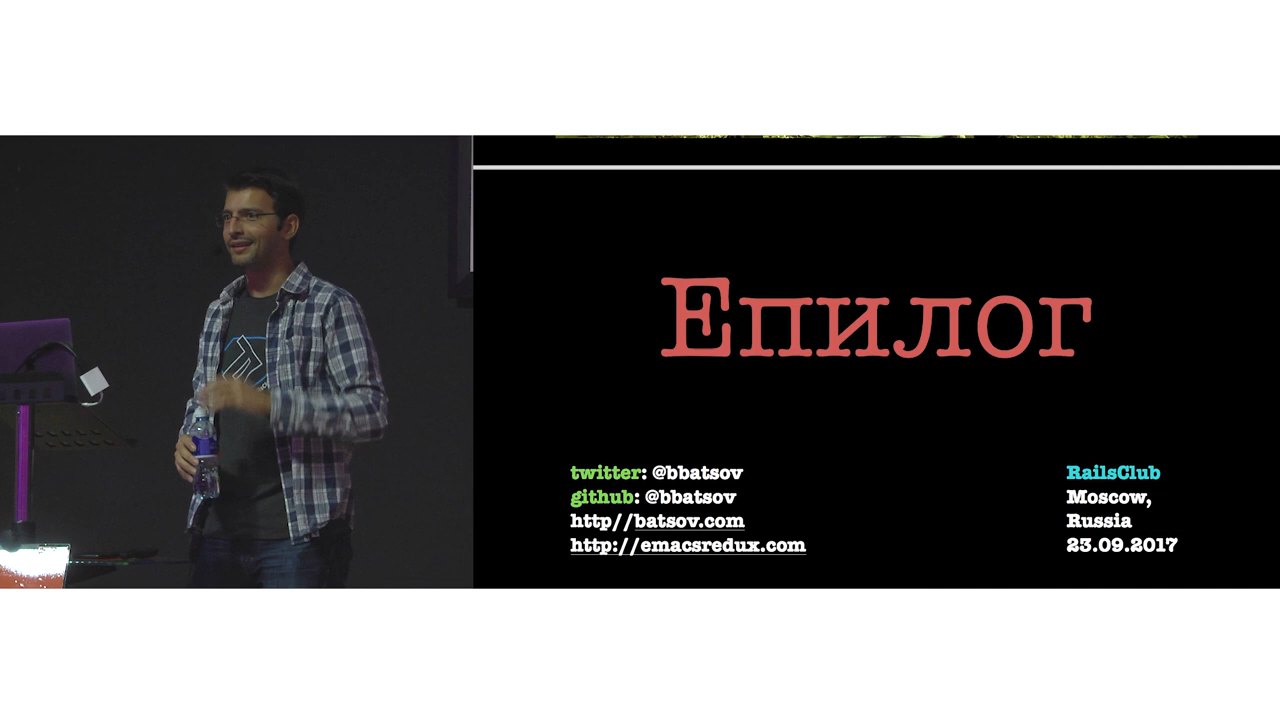 Епилог
twitter: @bbatsov
github: @bbatsov
http//batsov.com
http://emacsredux.com
RailsClub
Moscow,
Russia
23.09.2017